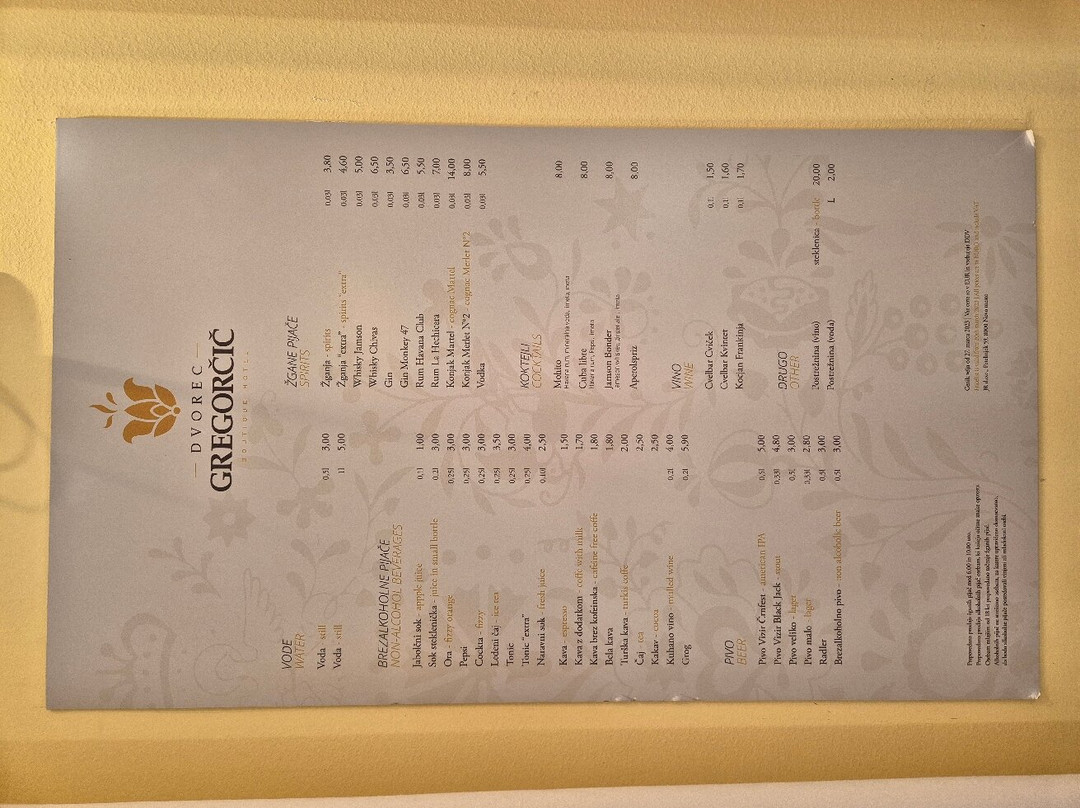 — DVOREC —
GREGORČIČ
BOUTIQUE HOTEL
VODE
WATER
Voda - still 0,5l 3,00
Voda - still 1l 5,00
BREZALKOHOLNE PIJAČE
NON-ALCOHOL BEVERAGES
Jabolčni sok - apple juice 0,1l 1,00
Sok steklenička - juice in small bottle 0,2l 3,00
Ora - fizzy orange 0,25l 3,00
Pepsi 0,25l 3,00
Cockta - fizzy 0,25l 3,00
Ledeni čaj - ice tea 0,25l 3,50
Tonic 0,25l 3,00
Tonic "extra" 0,25l 4,00
Naravni sok - fresh juice 0,10l 2,50
Kava - espresso 1,50
Kava z dodatkom - coffe with milk 1,70
Kava brez kofeinska - cafeine free coffe 1,80
Bela kava 1,80
Turška kava - turkis coffe 2,00
Čaj - tea 2,50
Kakav - cocoa 2,50
Kuhano vino - mulled wine 0,2l 4,00
Grog 0,2l 5,90
PIVO
BEER
Pivo Vizir Črnfest - american IPA 0,5l 5,00
Pivo Vizir Black Jack - stout 0,33l 4,80
Pivo veliko - lager 0,5l 3,00
Pivo malo - lager 0,33l 2,80
Radler 0,5l 3,00
Brezalkoholno pivo - non alcoholic beer 0,5l 3,00
ŽGANE PIJAČE
SPIRITS
Žganja - spirits 0,03l 3,80
Žganja "extra" - spirits "extra" 0,03l 4,60
Whisky Jamson 0,03l 5,00
Whisky Chivas 0,03l 6,50
Gin 0,03l 3,50
Gin Monkey 47 0,03l 6,50
Rum Havana Club 0,03l 5,50
Rum La Hechicera 0,03l 7,00
Konjak Martel - cognac Martel 0,03l 14,00
Konjak Merlet N°2 - cognac Merlet N°2 0,03l 8,00
Vodka 0,03l 5,50
KOKTEJLI
COCTAILS
Mohito 8,00
Cuba libre 8,00
Jamson Bonder 8,00
Aperolspriz 8,00
VINO
WINE
Cvelbar Cviček 0,1l 1,50
Cvelbar Kvinet 0,1l 1,60
Kocjan Frankinja 0,1l 1,70
DRUGO
OTHER
Postrežnina (vino) steklenica - bottle 20,00
Postrežnina (voda) L 2,00